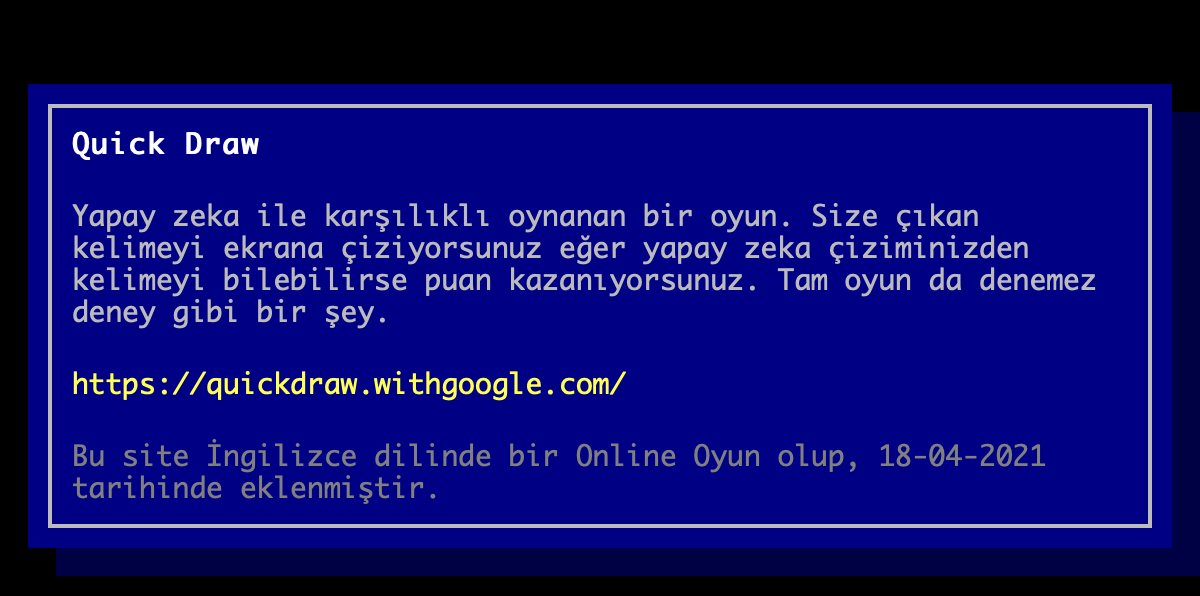 Quick Draw
Yapay zeka ile karşılıklı oynanan bir oyun. Size çıkan
kelimeyi ekrana çiziyorsunuz eğer yapay zeka çiziminizden
kelimeyi bilebilirse puan kazanıyorsunuz. Tam oyun da denemez
deney gibi bir şey.
https://quickdraw.withgoogle.com/
Bu site İngilizce dilinde bir Online Oyun olup, 18-04-2021
tarihinde eklenmiştir.